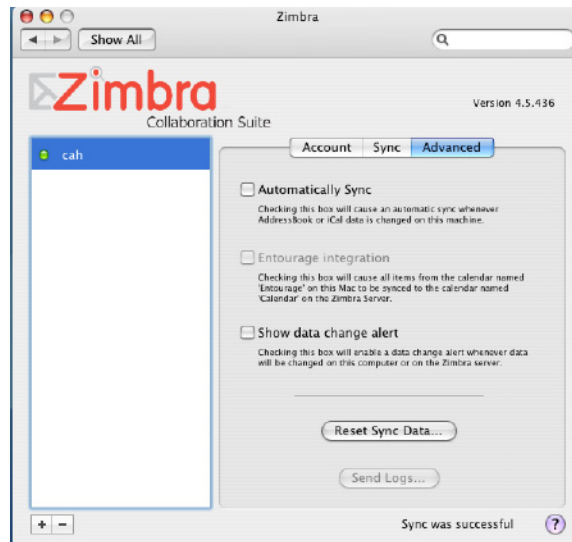 Zimbra
Show All
Zimbra
Collaboration Suite
Version 4.5.436
cah
Account Sync Advanced
Automatically Sync
Checking this box will cause an automatic sync whenever
AddressBook or iCal data is changed on this machine.
Entourage integration
Checking this box will cause all items from the calendar named
'Entourage' on this Mac to be synced to the calendar named
'Calendar' on the Zimbra Server.
Show data change alert
Checking this box will enable a data change alert whenever data
will be changed on this computer or on the Zimbra server.
Reset Sync Data...
Send Logs...
+ − Sync was successful ?